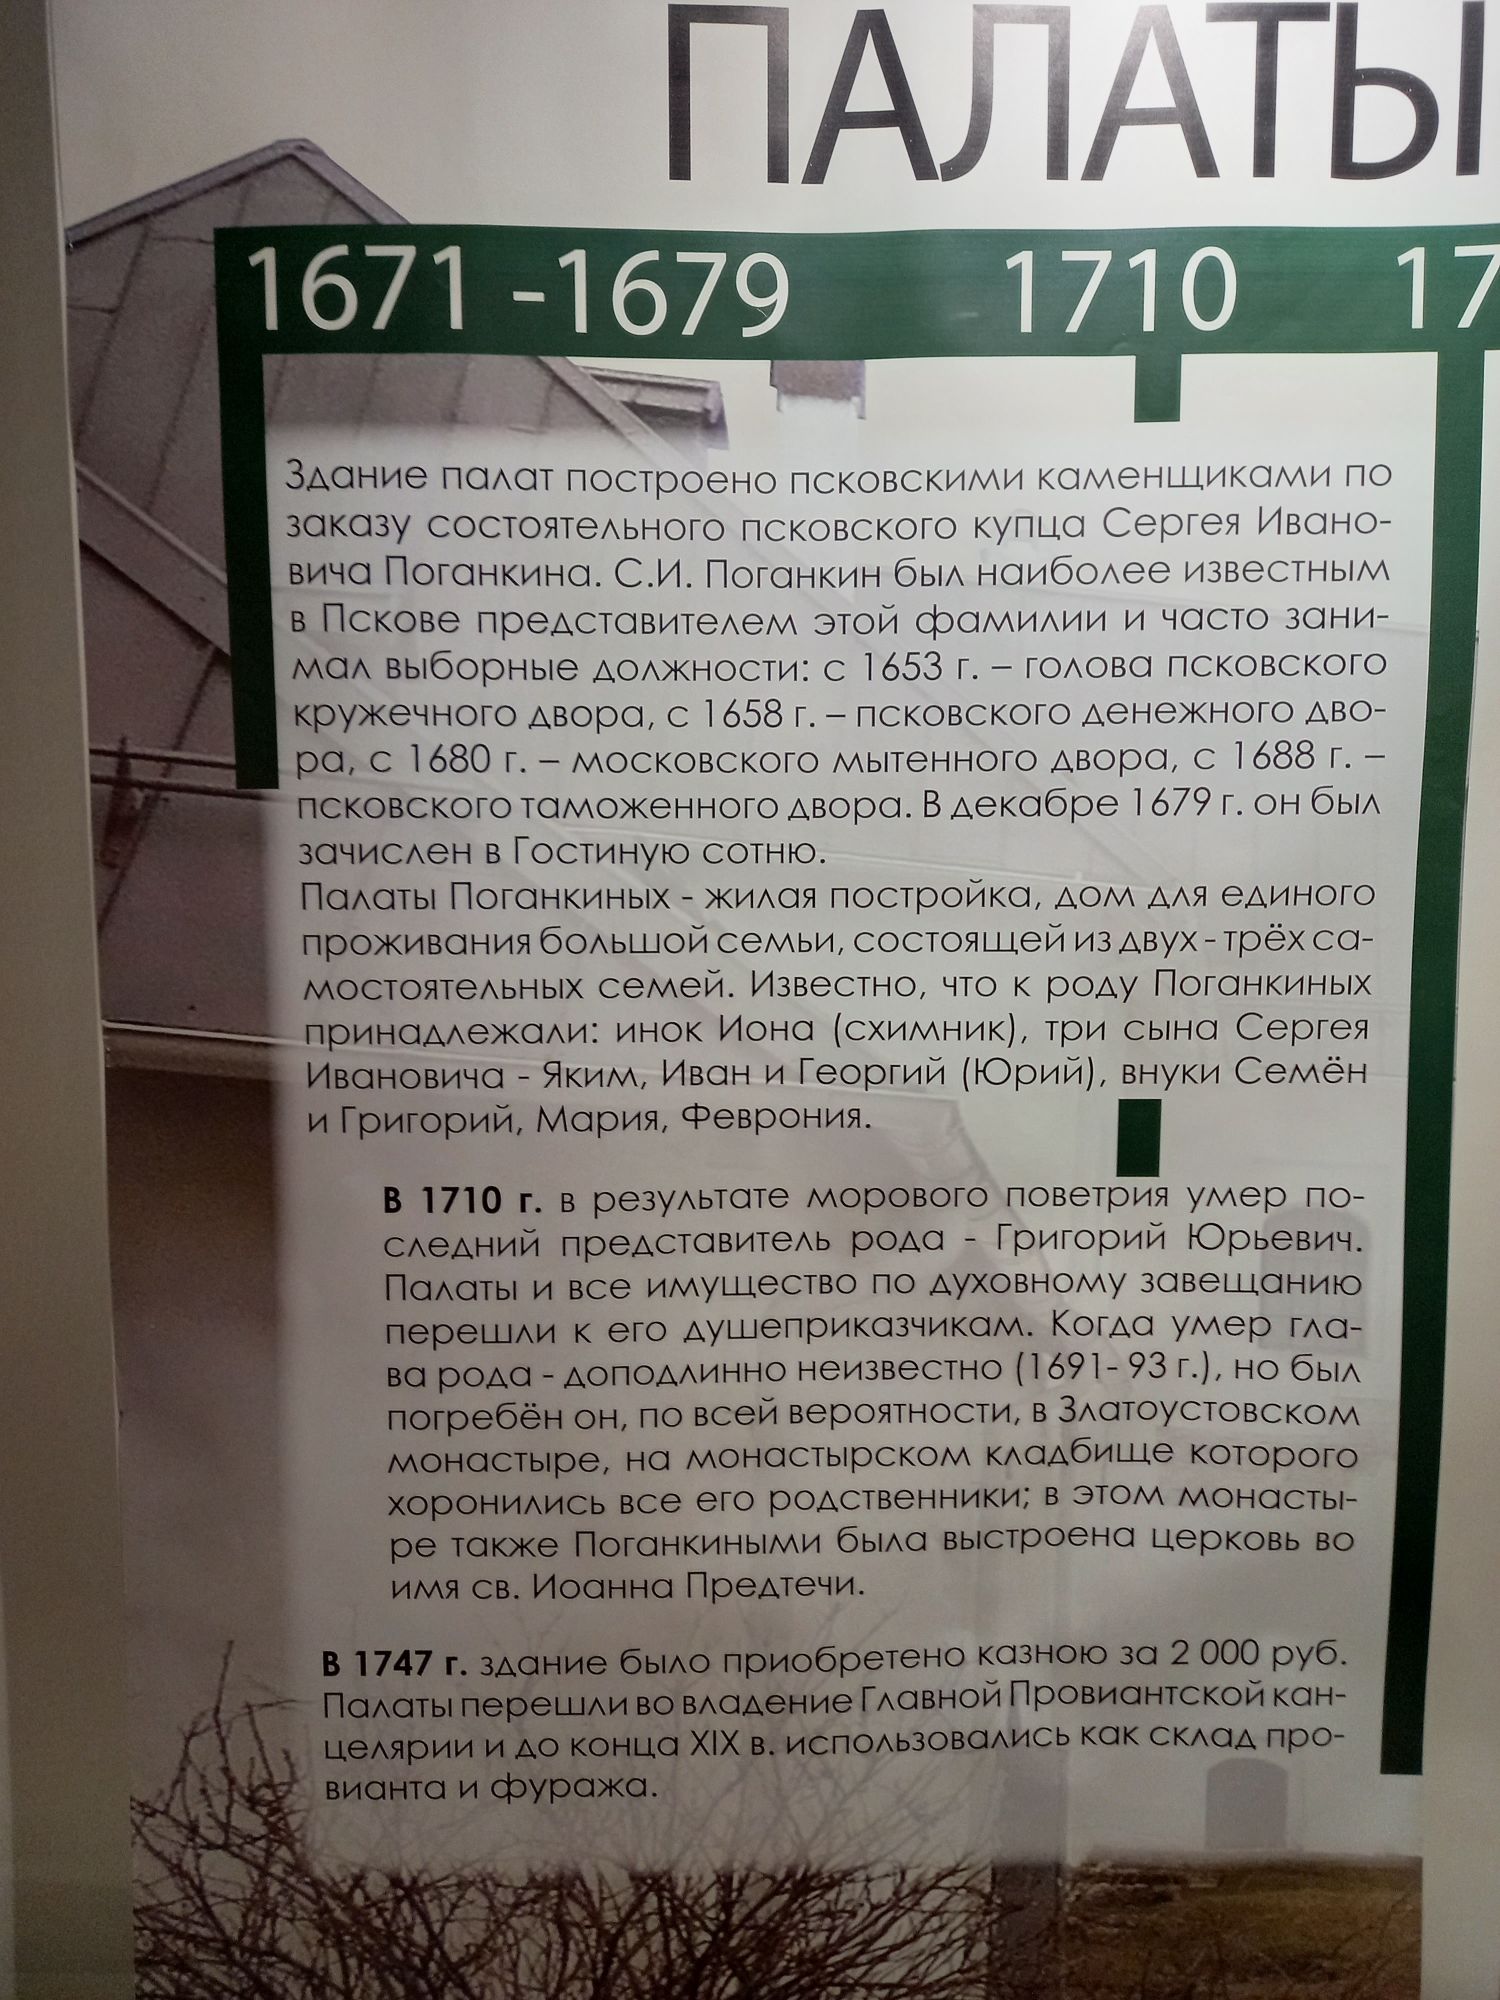 ПАЛАТЫ
1671 -1679 1710 17
Здание палат построено псковскими каменщиками по
заказу состоятельного псковского купца Сергея Ивано-
вича Поганкина. С.И. Поганкин был наиболее известным
в Пскове представителем этой фамилии и часто зани-
мал выборные должности: с 1653 г. – голова псковского
кружечного двора, с 1658 г. – псковского денежного дво-
ра, с 1680 г. – московского мытенного двора, с 1688 г. –
псковского таможенного двора. В декабре 1679 г. он был
зачислен в Гостиную сотню.
Палаты Поганкиных - жилая постройка, дом для единого
проживания большой семьи, состоящей из двух - трёх са-
мостоятельных семей. Известно, что к роду Поганкиных
принадлежали: инок Иона (схимник), три сына Сергея
Ивановича - Яким, Иван и Георгий (Юрий), внуки Семён
и Григорий, Мария, Феврония.
В 1710 г. в результате морового поветрия умер по-
следний представитель рода - Григорий Юрьевич.
Палаты и все имущество по духовному завещанию
перешли к его душеприказчикам. Когда умер гла-
ва рода - доподлинно неизвестно (1691- 93 г.), но был
погребён он, по всей вероятности, в Златоустовском
монастыре, на монастырском кладбище которого
хоронились все его родственники; в этом монасты-
ре также Поганкиными была выстроена церковь во
имя св. Иоанна Предтечи.
В 1747 г. здание было приобретено казною за 2 000 руб.
Палаты перешли во владение Главной Провиантской кан-
целярии и до конца XIX в. использовались как склад про-
вианта и фуража.